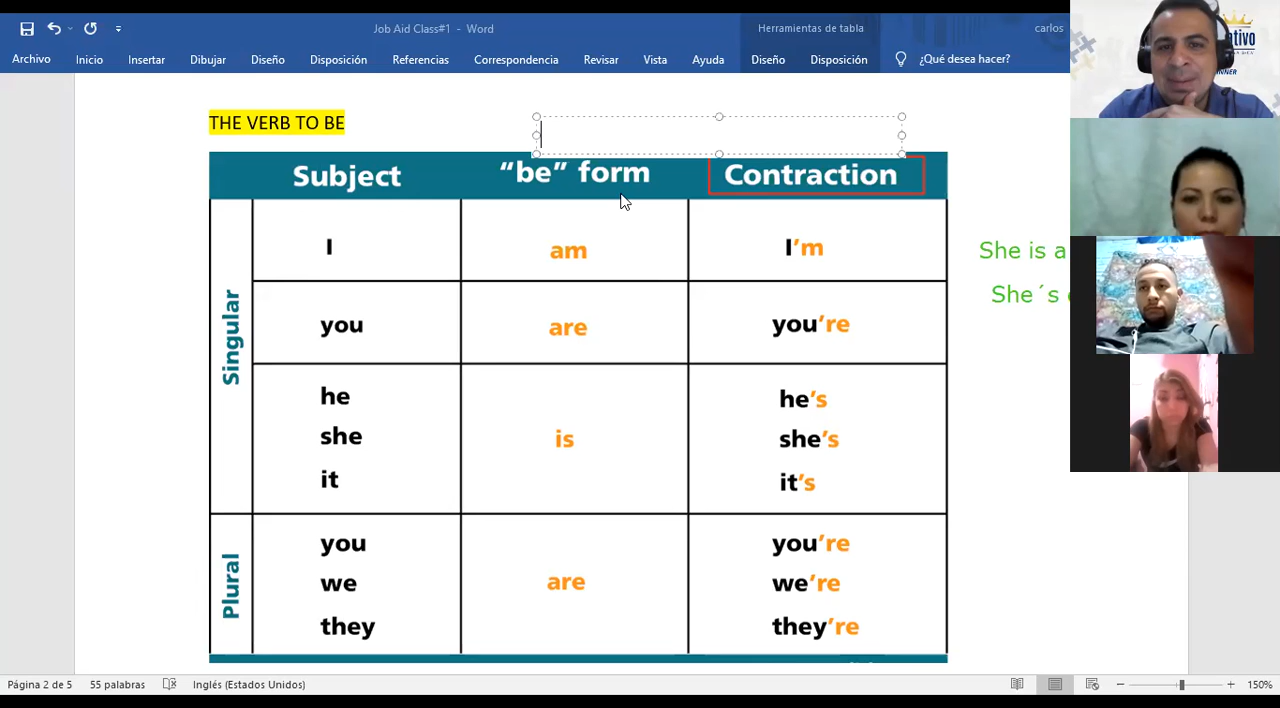 Job Aid Class#1 - Word
Herramientas de tabla
carlos
Archivo Inicio Insertar Dibujar Diseño Disposición Referencias Correspondencia Revisar Vista Ayuda Diseño Disposición ¿Qué desea hacer?
THE VERB TO BE
Subject "be" form Contraction
Singular
I am I'm
you are you're
he he's
she is she's
it it's
Plural
you you're
we are we're
they they're
She is a
She´s
Página 2 de 5 55 palabras Inglés (Estados Unidos) 150%